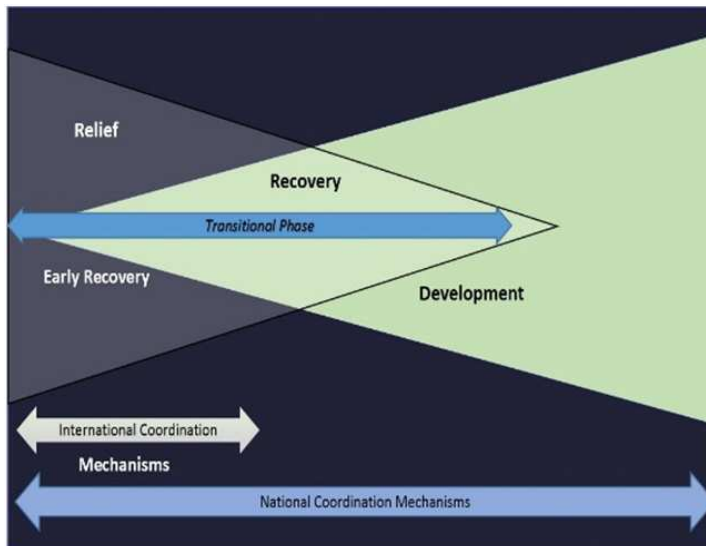 Relief
Recovery
Transitional Phase
Early Recovery
Development
International Coordination
Mechanisms
National Coordination Mechanisms